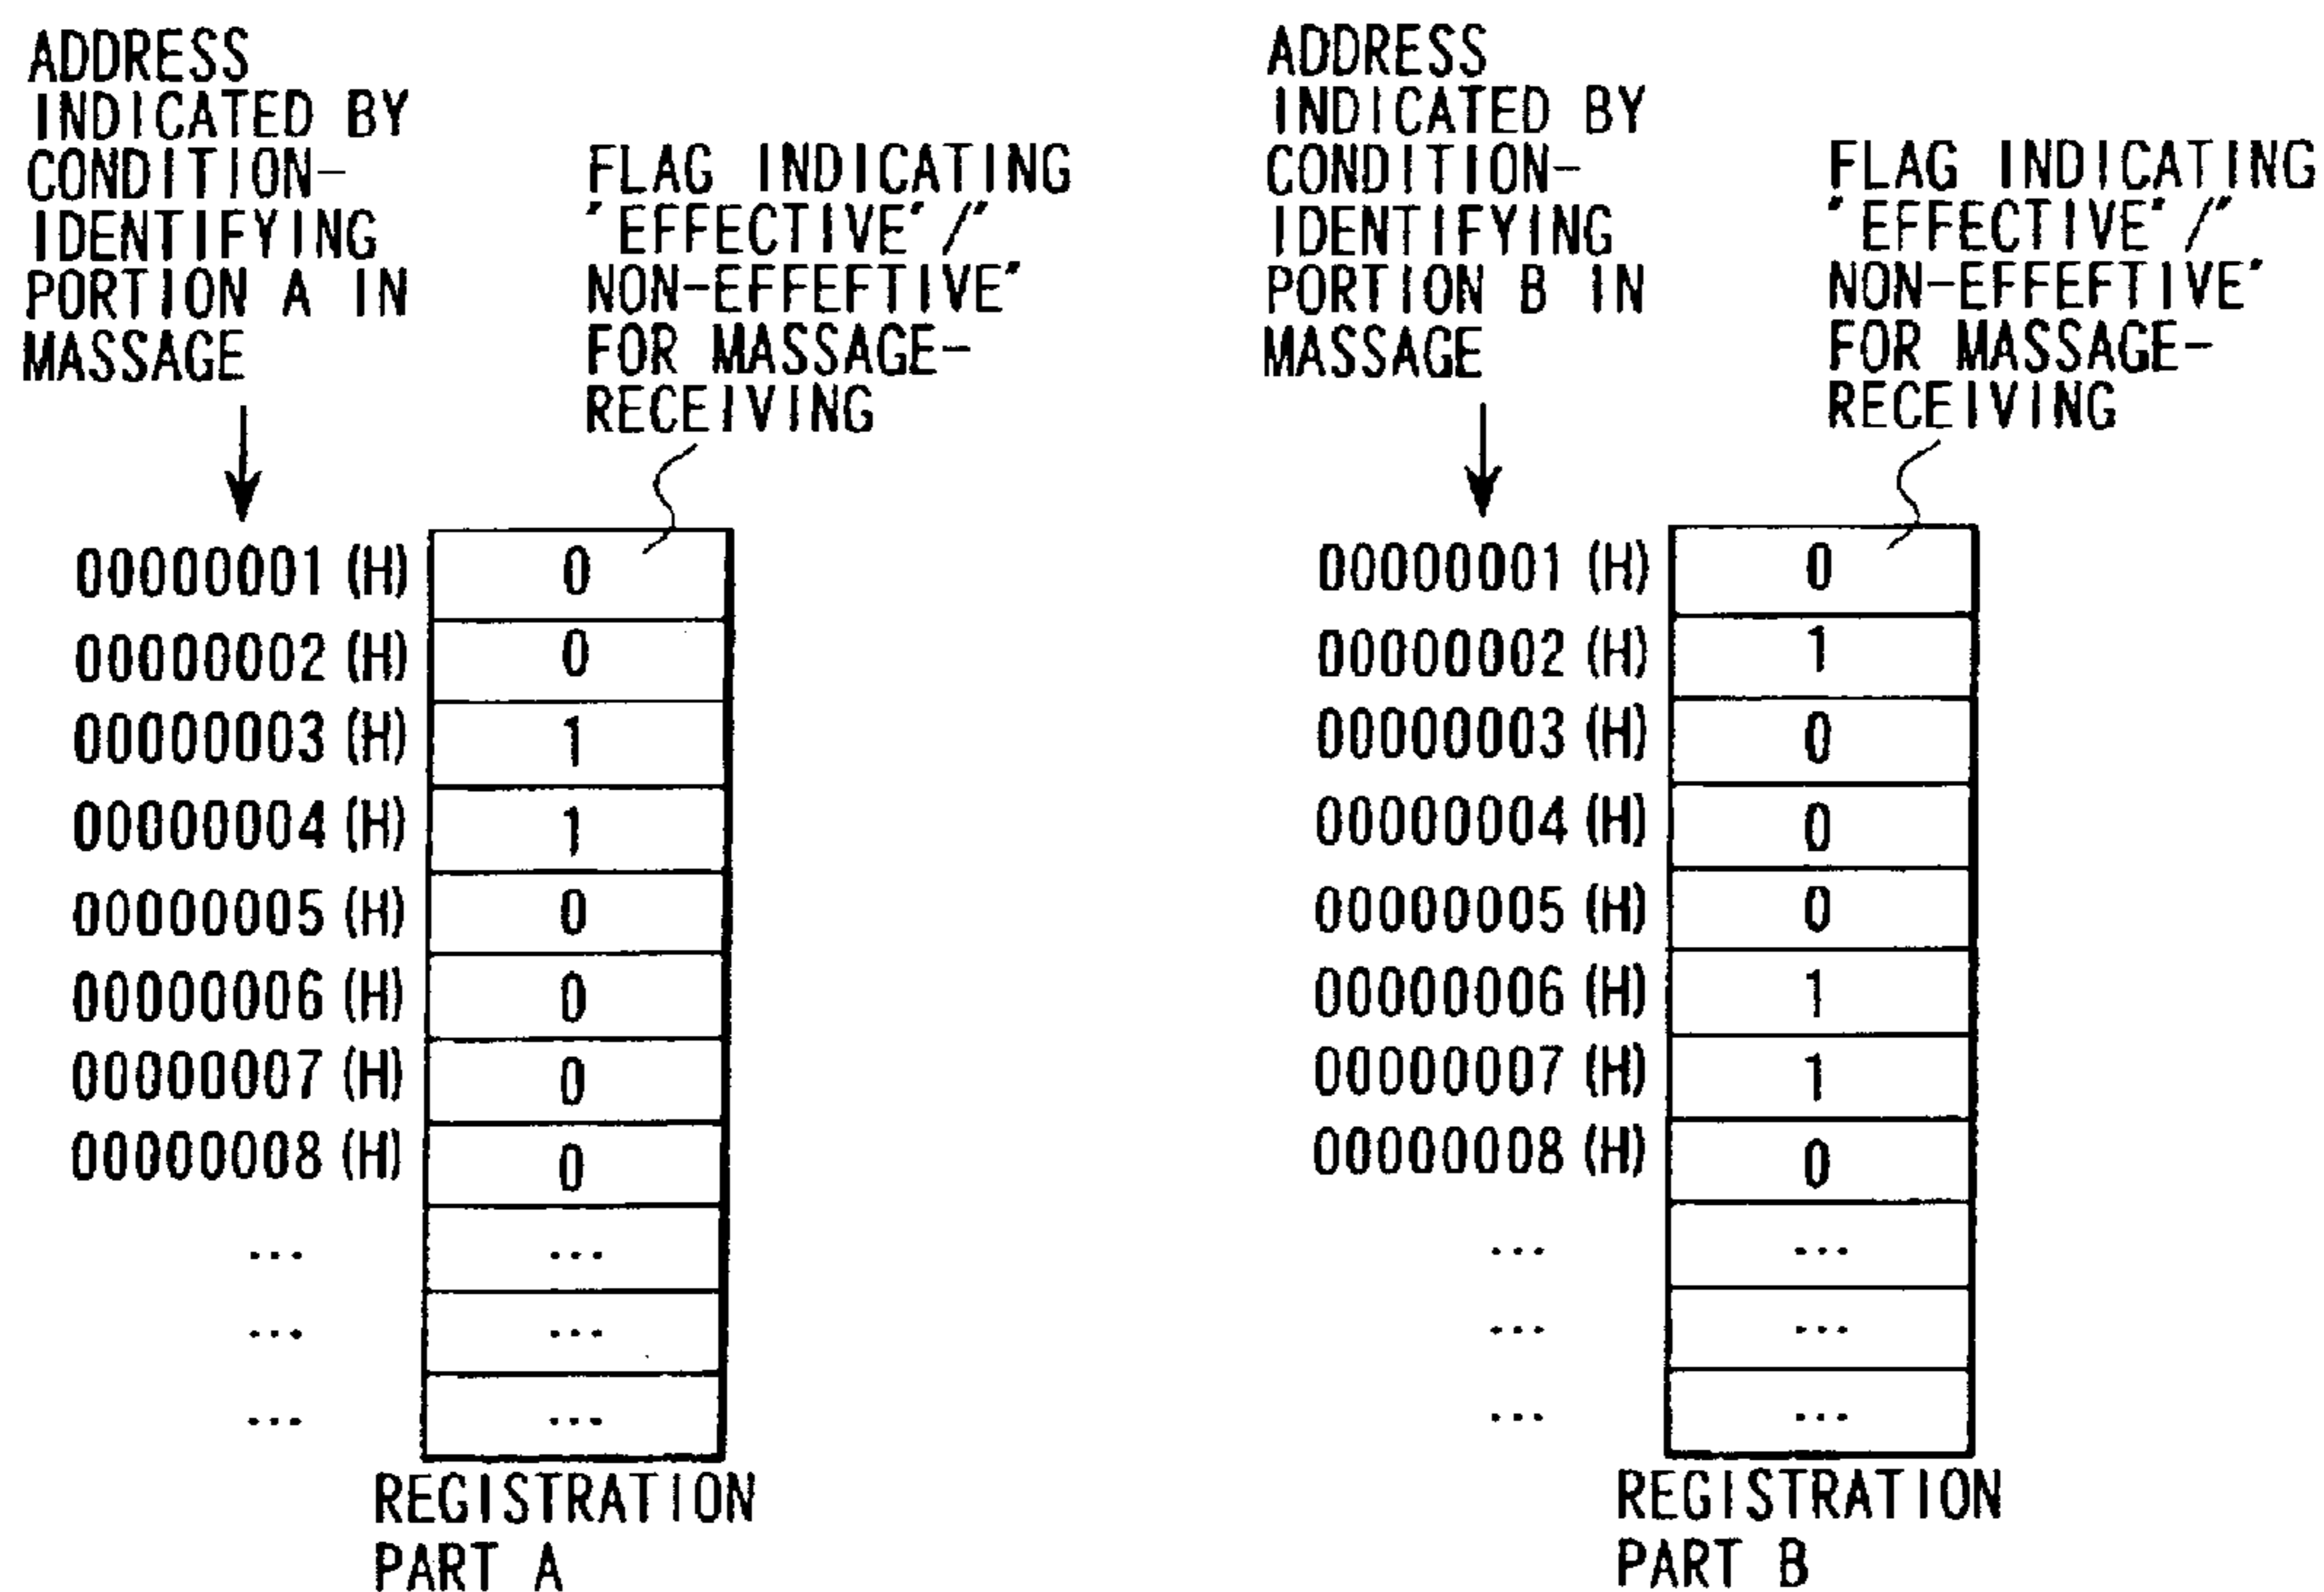 ADDRESS
INDICATED BY
CONDITION-
IDENTIFYING
PORTION A IN
MASSAGE
FLAG INDICATING
"EFFECTIVE"/"
NON-EFFEFTIVE"
FOR MASSAGE-
RECEIVING
00000001 (H) 0
00000002 (H) 0
00000003 (H) 1
00000004 (H) 1
00000005 (H) 0
00000006 (H) 0
00000007 (H) 0
00000008 (H) 0
... ...
... ...
... ...
REGISTRATION
PART A
ADDRESS
INDICATED BY
CONDITION-
IDENTIFYING
PORTION B IN
MASSAGE
FLAG INDICATING
"EFFECTIVE"/"
NON-EFFEFTIVE"
FOR MASSAGE-
RECEIVING
00000001 (H) 0
00000002 (H) 1
00000003 (H) 0
00000004 (H) 0
00000005 (H) 0
00000006 (H) 1
00000007 (H) 1
00000008 (H) 0
... ...
... ...
... ...
REGISTRATION
PART B